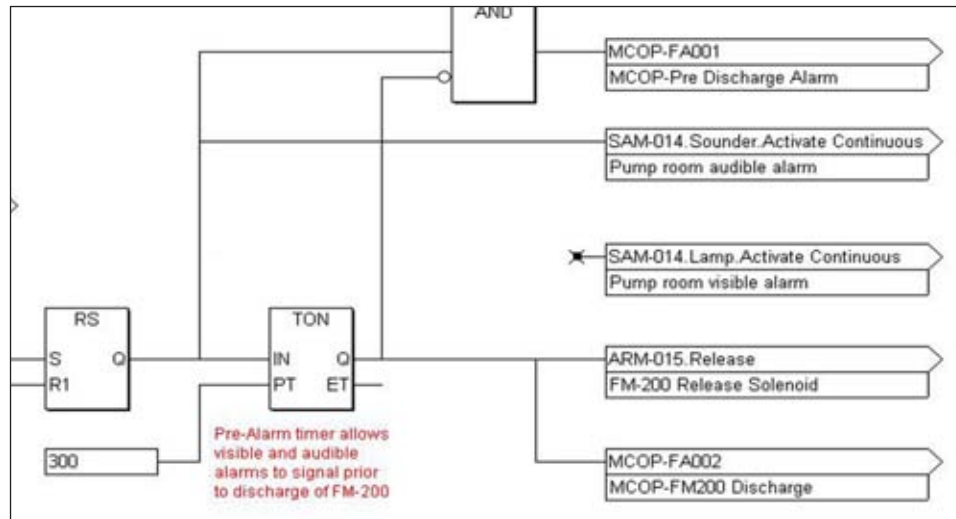 AND
MCOP-FA001
MCOP-Pre Discharge Alarm
SAM-014.Sounder.Activate Continuous
Pump room audible alarm
SAM-014.Lamp.Activate Continuous
Pump room visible alarm
RS
S Q
R1
TON
IN Q
PT ET
ARM-015.Release
FM-200 Release Solenoid
300
Pre-Alarm timer allows
visible and audible
alarms to signal prior
to discharge of FM-200
MCOP-FA002
MCOP-FM200 Discharge